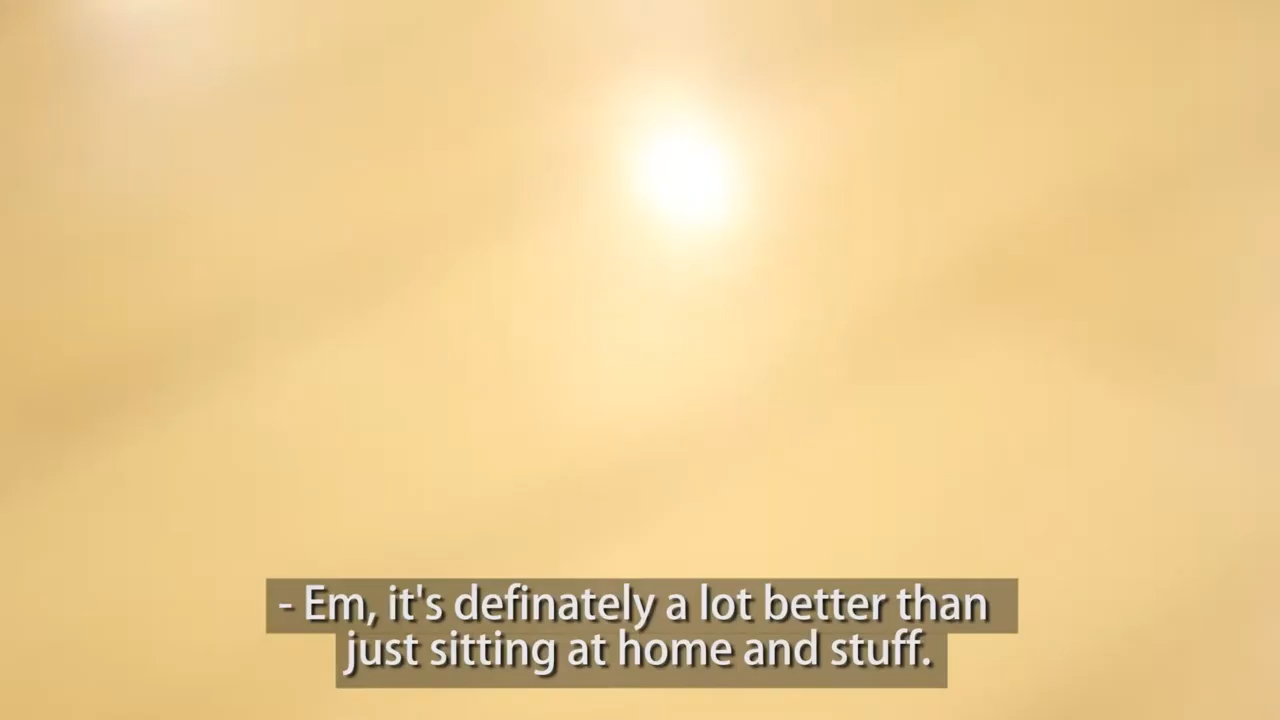 - Em, it's definately a lot better than
just sitting at home and stuff.